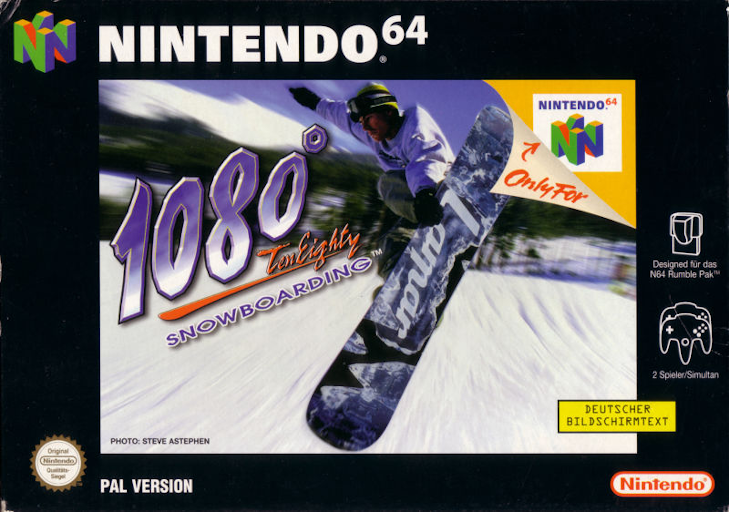 NINTENDO64®
NINTENDO64
Only For
1080°
TenEighty
SNOWBOARDING™
Designed für das
N64 Rumble Pak™
2 Spieler/Simultan
DEUTSCHER
BILDSCHIRMTEXT
PHOTO: STEVE ASTEPHEN
Original
Nintendo
Qualitäts-
Siegel
PAL VERSION
Nintendo®